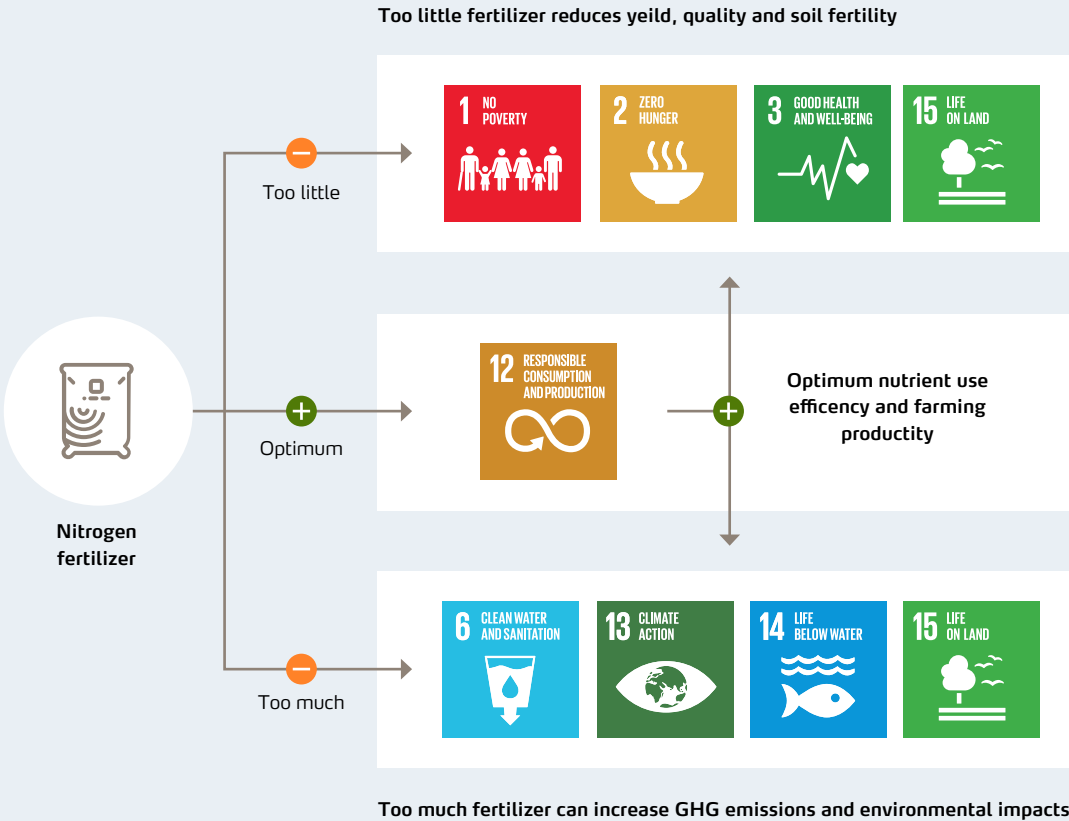 Too little fertilizer reduces yeild, quality and soil fertility
1 NO
POVERTY
2 ZERO
HUNGER
3 GOOD HEALTH
AND WELL-BEING
15 LIFE
ON LAND
Too little
12 RESPONSIBLE
CONSUMPTION
AND PRODUCTION
Optimum nutrient use
efficency and farming
productity
Optimum
Nitrogen
fertilizer
6 CLEAN WATER
AND SANITATION
13 CLIMATE
ACTION
14 LIFE
BELOW WATER
15 LIFE
ON LAND
Too much
Too much fertilizer can increase GHG emissions and environmental impacts